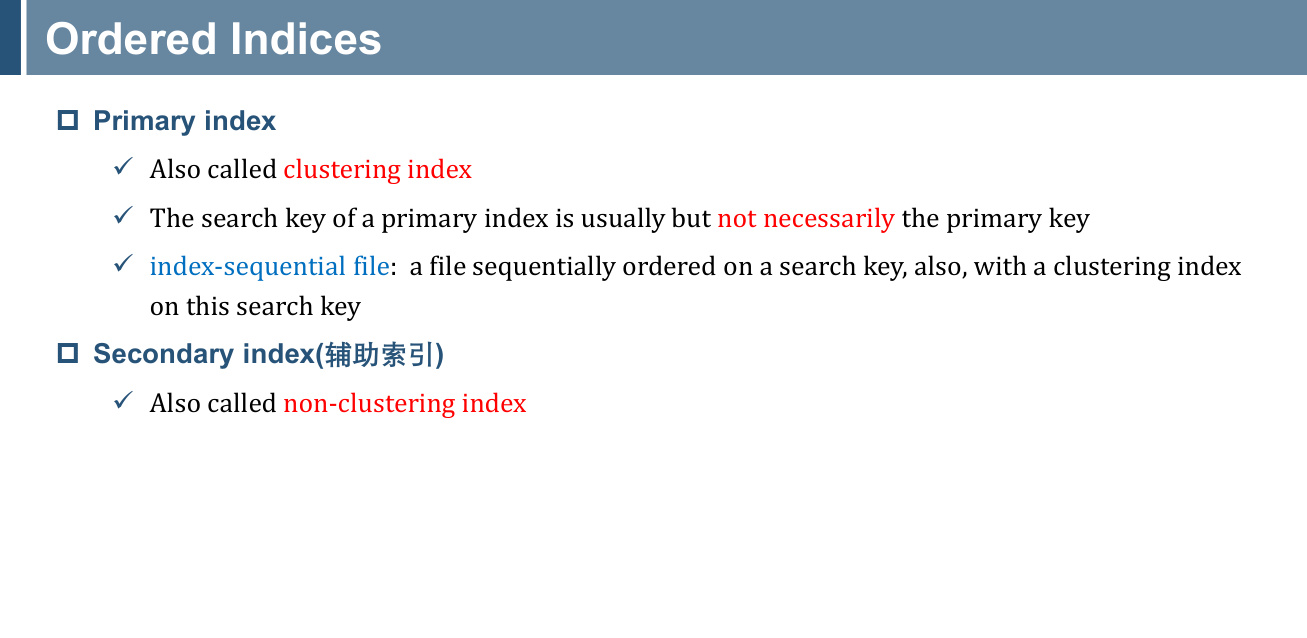 Ordered Indices
Primary index
Also called clustering index
The search key of a primary index is usually but not necessarily the primary key
index-sequential file:  a file sequentially ordered on a search key, also, with a clustering index
on this search key
Secondary index(辅助索引)
Also called non-clustering index